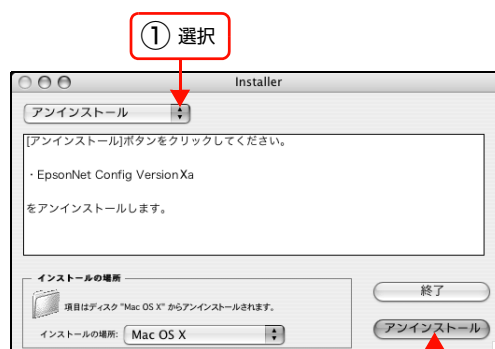 ① 選択
Installer
アンインストール
[アンインストール]ボタンをクリックしてください。
・EpsonNet Config Version Xa
をアンインストールします。
インストールの場所
項目はディスク "Mac OS X" からアンインストールされます。
インストールの場所: Mac OS X
終了
アンインストール